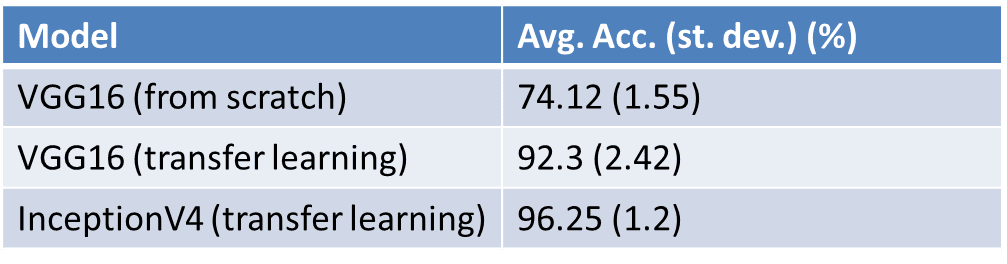 Model Avg. Acc. (st. dev.) (%)
VGG16 (from scratch) 74.12 (1.55)
VGG16 (transfer learning) 92.3 (2.42)
InceptionV4 (transfer learning) 96.25 (1.2)